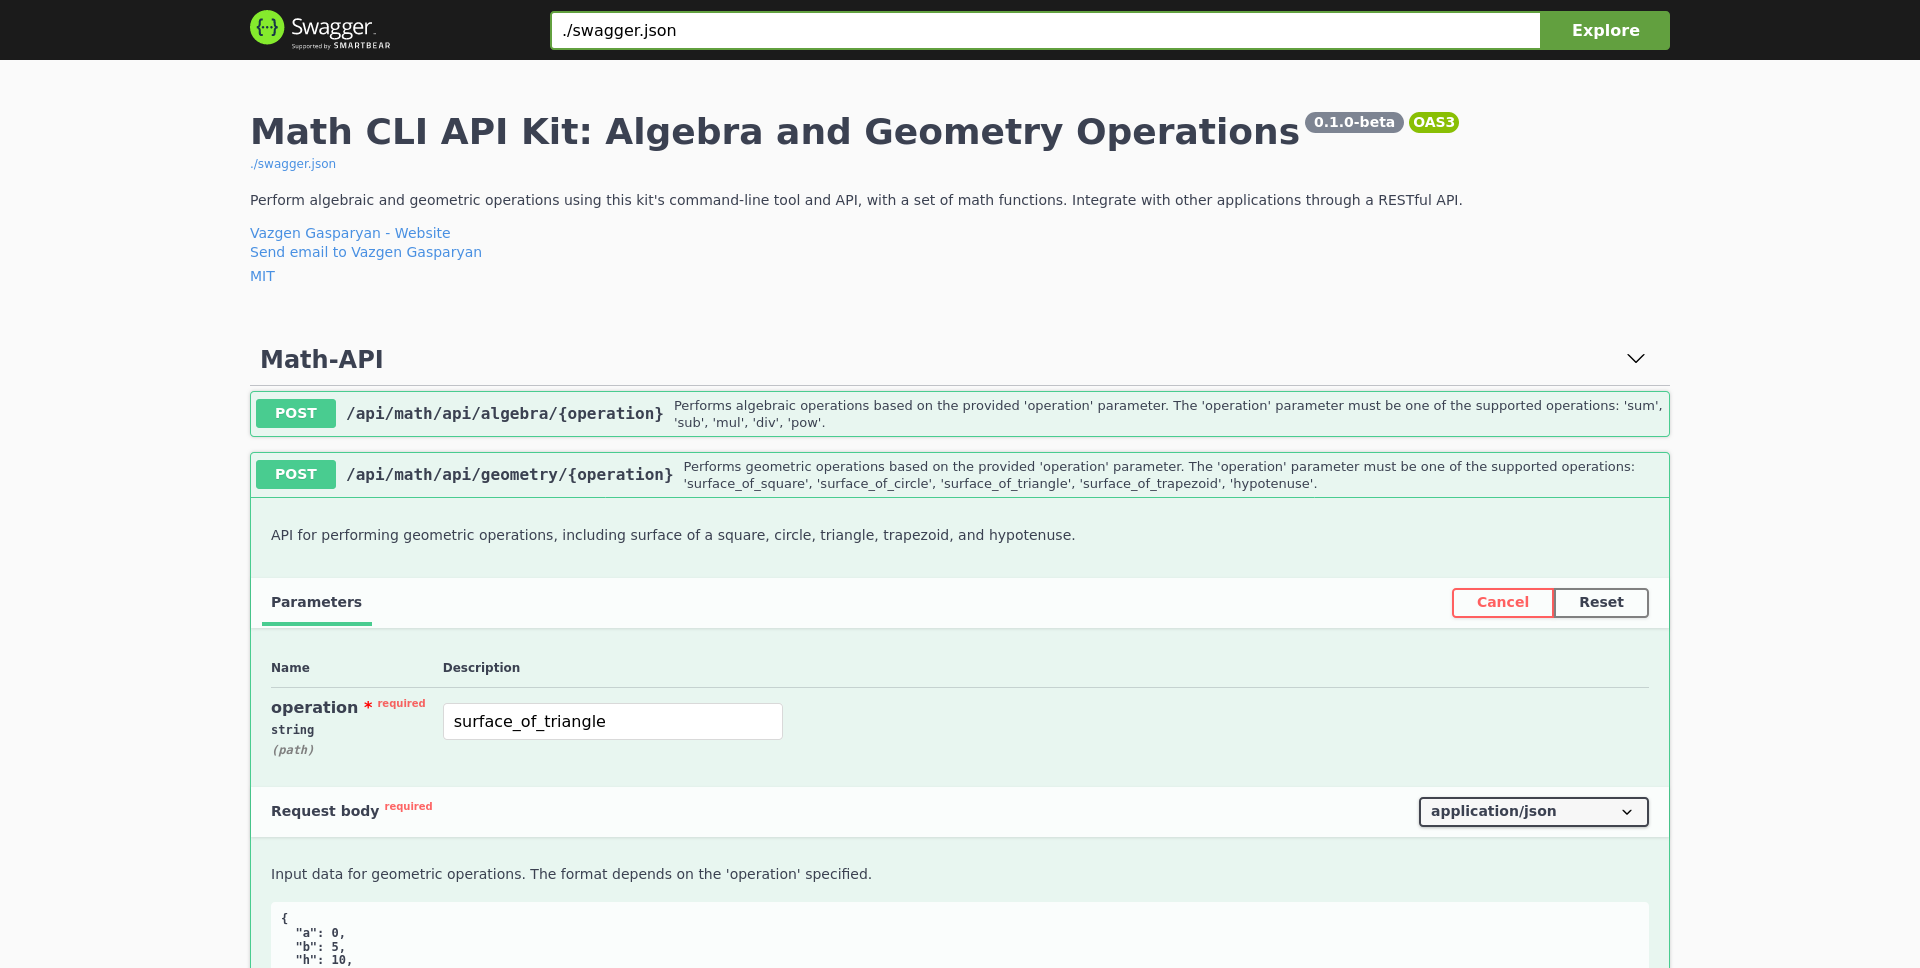 Swagger
Supported by SMARTBEAR
./swagger.json
Explore
Math CLI API Kit: Algebra and Geometry Operations 0.1.0-beta OAS3
./swagger.json
Perform algebraic and geometric operations using this kit's command-line tool and API, with a set of math functions. Integrate with other applications through a RESTful API.
Vazgen Gasparyan - Website
Send email to Vazgen Gasparyan
MIT
Math-API
POST /api/math/api/algebra/{operation} Performs algebraic operations based on the provided 'operation' parameter. The 'operation' parameter must be one of the supported operations: 'sum',
'sub', 'mul', 'div', 'pow'.
POST /api/math/api/geometry/{operation} Performs geometric operations based on the provided 'operation' parameter. The 'operation' parameter must be one of the supported operations:
'surface_of_square', 'surface_of_circle', 'surface_of_triangle', 'surface_of_trapezoid', 'hypotenuse'.
API for performing geometric operations, including surface of a square, circle, triangle, trapezoid, and hypotenuse.
Parameters Cancel Reset
Name Description
operation * required
string
(path)
surface_of_triangle
Request body required application/json
Input data for geometric operations. The format depends on the 'operation' specified.
{
"a": 0,
"b": 5,
"h": 10,